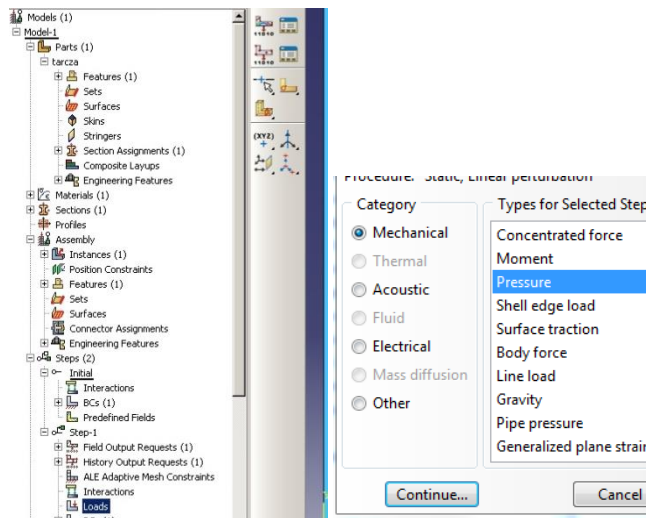 Models (1)
Model-1
Parts (1)
tarcza
Features (1)
Sets
Surfaces
Skins
Stringers
Section Assignments (1)
Composite Layups
Engineering Features
Materials (1)
Sections (1)
Profiles
Assembly
Instances (1)
Position Constraints
Features (1)
Sets
Surfaces
Connector Assignments
Engineering Features
Steps (2)
Initial
Interactions
BCs (1)
Predefined Fields
Step-1
Field Output Requests (1)
History Output Requests (1)
ALE Adaptive Mesh Constraints
Interactions
Loads
(XYZ)
Procedure: Static, Linear perturbation
Category
Mechanical
Thermal
Acoustic
Fluid
Electrical
Mass diffusion
Other
Types for Selected Step
Concentrated force
Moment
Pressure
Shell edge load
Surface traction
Body force
Line load
Gravity
Pipe pressure
Generalized plane strain
Continue...
Cancel